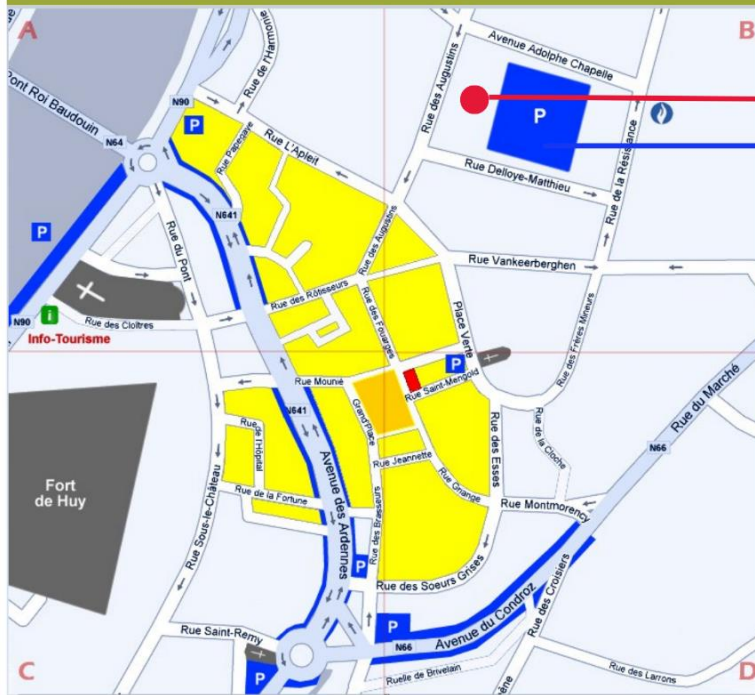 A
B
Avenue Adolphe Chapelle
Rue de l'Harmonie
Rue des Augustins
Pont Roi Baudouin
N90
P
P
N64
Rue L'Apleit
Rue Papegaye
Rue Delloye-Matthieu
Rue de la Résistance
N641
P
Rue du Pont
Rue des Augustins
Rue Vankeerberghen
Rue des Rôtisseurs
N90
i
Rue des Cloîtres
Info-Tourisme
Rue des Fouarges
Place Verte
Rue des Frères Mineurs
P
Rue Mounié
Rue Saint-Mengold
Grand'Place
N641
Rue de l'Hôpital
Rue du Marché
Rue de la Cloche
N66
Rue Jeannette
Rue des Esses
Fort
de Huy
Rue de la Fortune
Avenue des Ardennes
Rue Griange
Rue Montmorency
Rue Sous-le-Château
Rue des Brasseurs
P
Rue des Soeurs Grises
Rue des Croisiers
Rue Saint-Remy
P
N66
Avenue du Condroz
P
Ruelle de Brivelain
Rue des Larrons
C
D